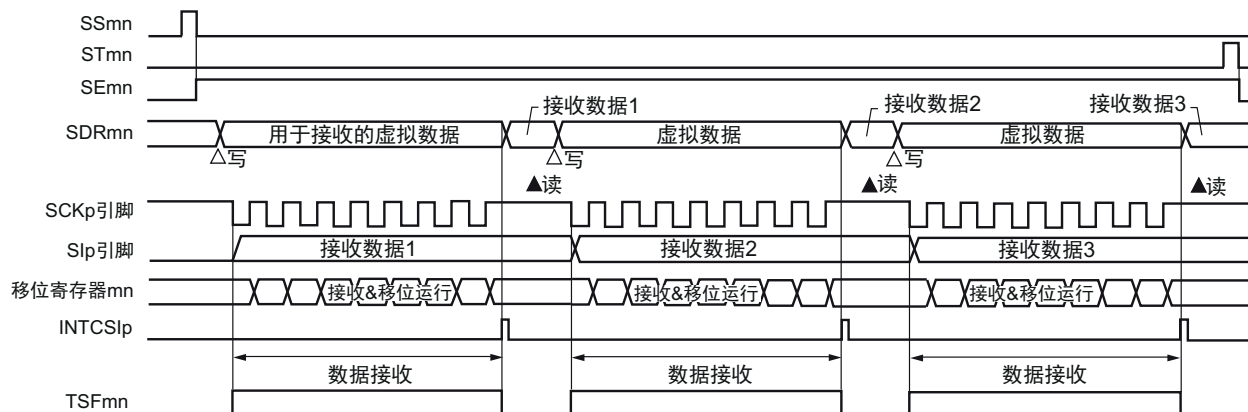 SSmn
STmn
SEmn
接收数据1
接收数据2
接收数据3
SDRmn
用于接收的虚拟数据
虚拟数据
虚拟数据
△写
△写
△写
▲读
▲读
▲读
SCKp引脚
SIp引脚
接收数据1
接收数据2
接收数据3
移位寄存器mn
接收&移位运行
接收&移位运行
接收&移位运行
INTCSIp
数据接收
数据接收
数据接收
TSFmn